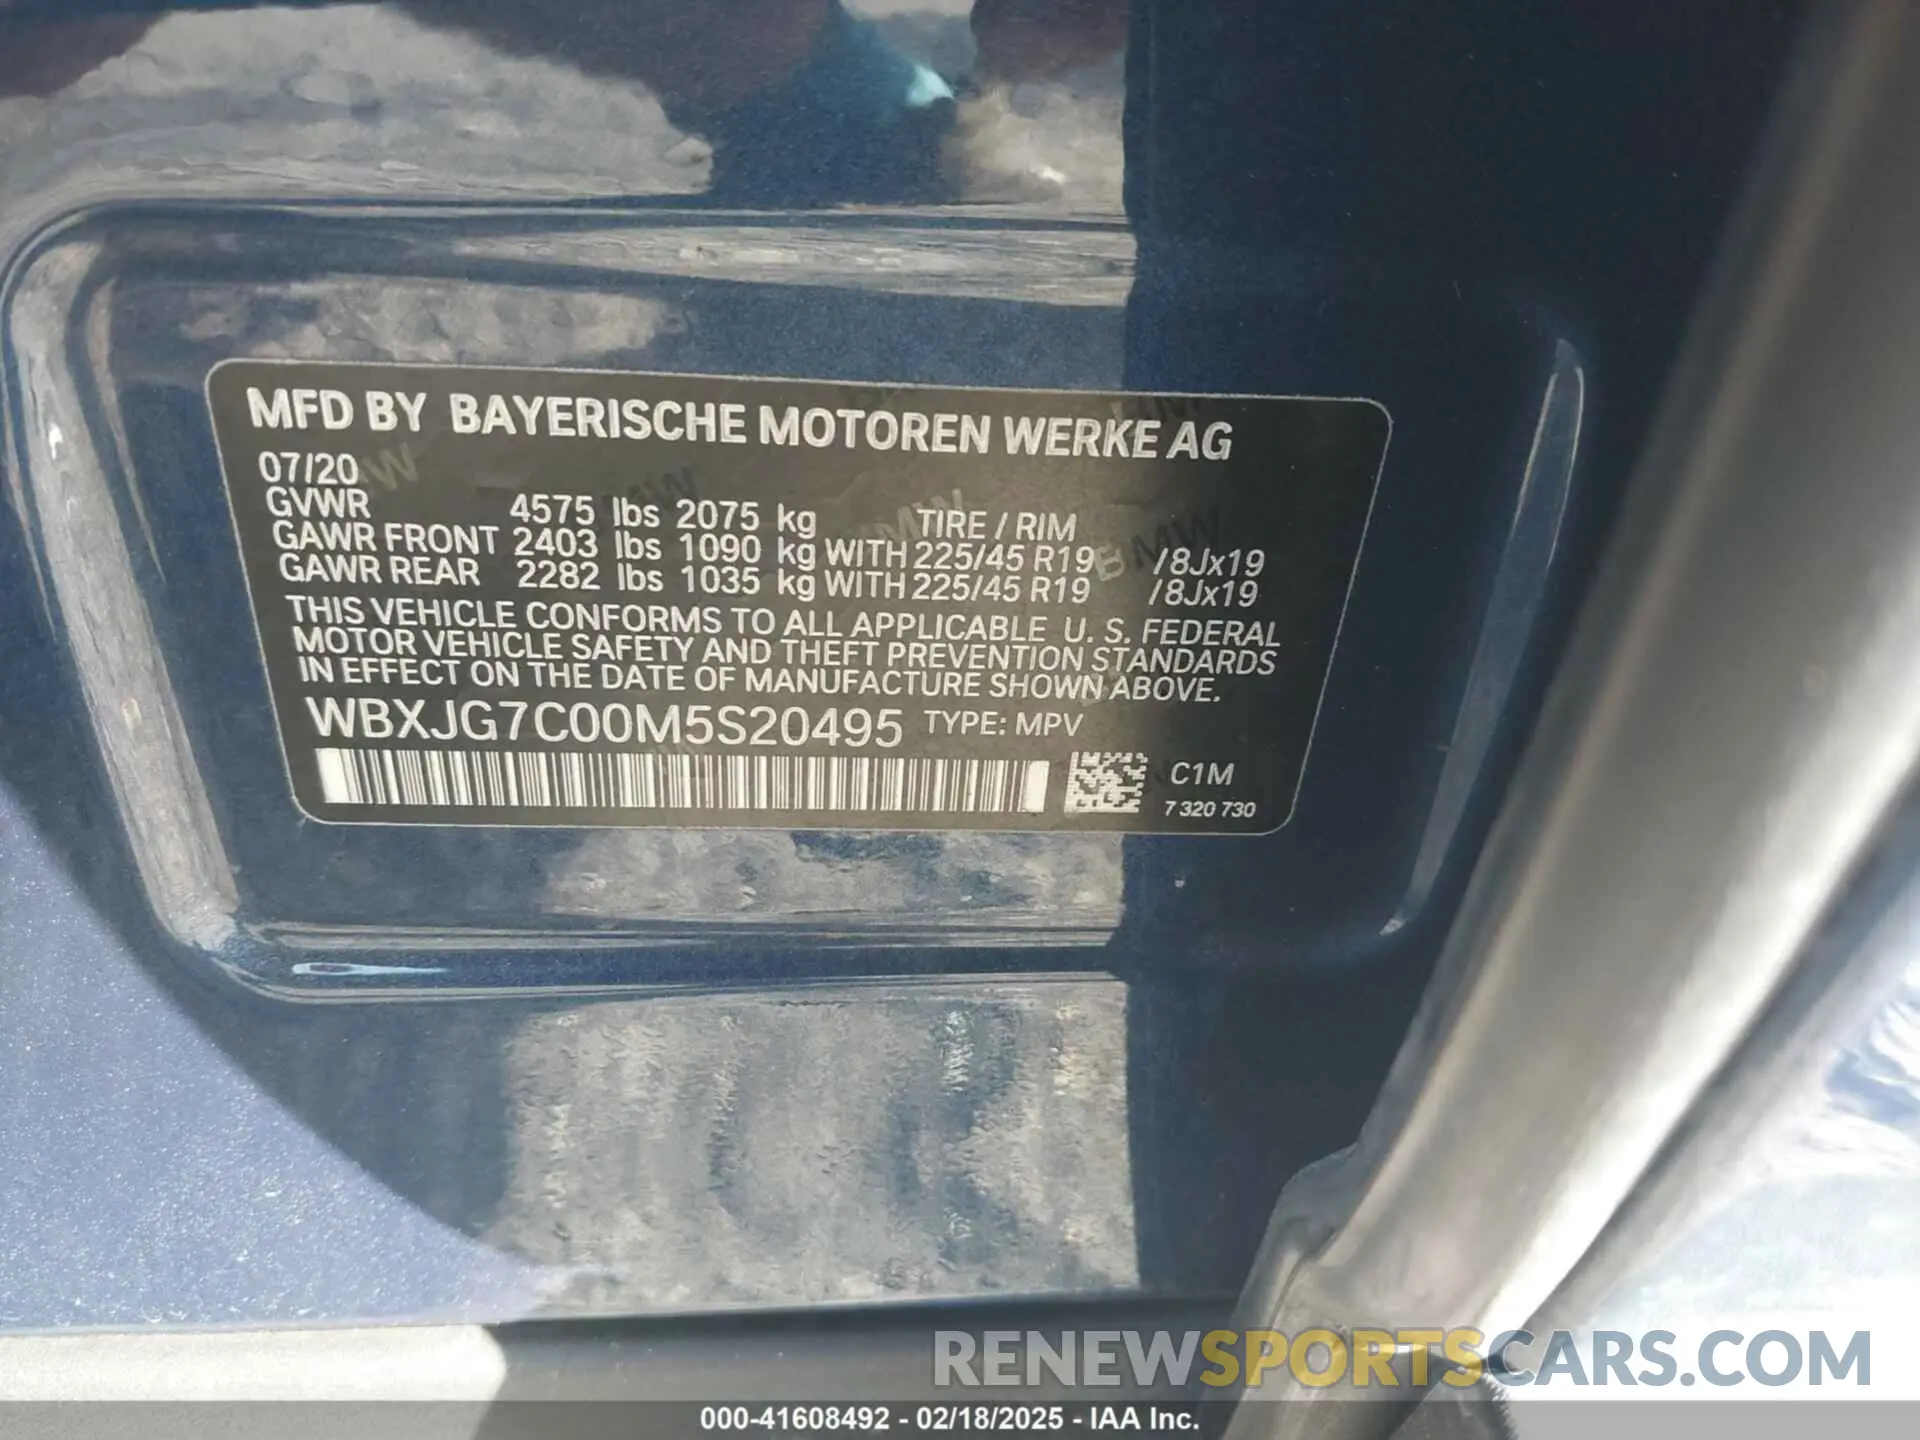 MFD BY BAYERISCHE MOTOREN WERKE AG
07/20
GVWR 4575 lbs 2075 kg TIRE / RIM
GAWR FRONT 2403 lbs 1090 kg WITH 225/45 R19 /8Jx19
GAWR REAR 2282 lbs 1035 kg WITH 225/45 R19 /8Jx19
THIS VEHICLE CONFORMS TO ALL APPLICABLE U. S. FEDERAL
MOTOR VEHICLE SAFETY AND THEFT PREVENTION STANDARDS
IN EFFECT ON THE DATE OF MANUFACTURE SHOWN ABOVE.
WBXJG7C00M5S20495 TYPE: MPV
C1M
7 320 730
RENEWSPORTSCARS.COM
000-41608492 - 02/18/2025 - IAA Inc.